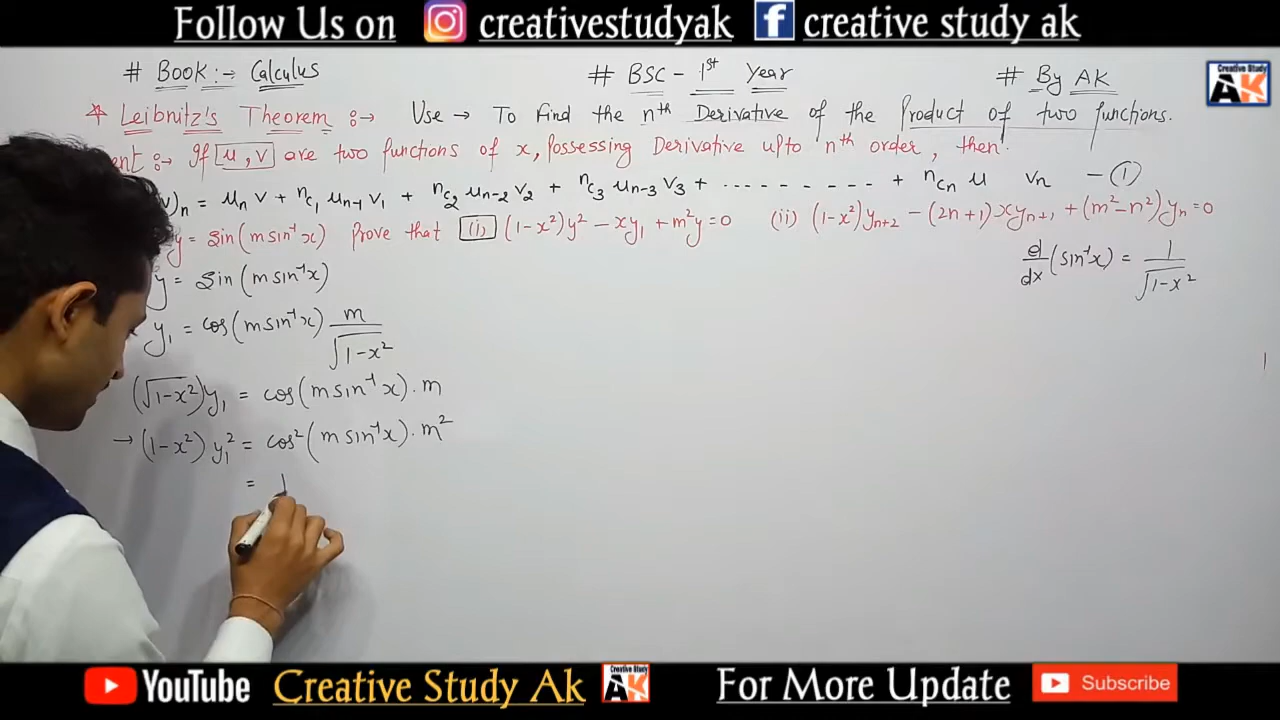 Follow Us on creativestudyak creative study ak
# Book :→ Calculus # BSC - 1st Year # By AK
Creative Study AK
* Leibnitz's Theorem :→ Use → To Find the nth Derivative of the Product of two functions.
:→ If u, v are two functions of x, possessing Derivative upto nth order, then.
v)n = un v + nC1 un-1 v1 + nC2 un-2 v2 + nC3 un-3 v3 + .......... + nCn u vn - ①
y = sin(m sin⁻¹x) Prove that (i) (1-x²)y² - xy1 + m²y = 0 (ii) (1-x²)yn+2 - (2n+1)xyn+1 + (m²-n²)yn = 0
y = sin(m sin⁻¹x)
d/dx (sin⁻¹x) = 1/√1-x²
y1 = cos(m sin⁻¹x) m/√1-x²
(√1-x²)y1 = cos(m sin⁻¹x).m
→ (1-x²) y1² = cos²(m sin⁻¹x).m²
=
YouTube Creative Study Ak Creative Study AK For More Update Subscribe